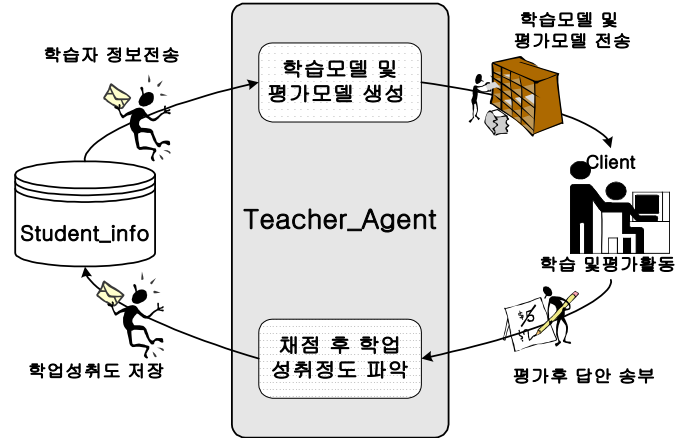 학습자 정보전송
학습모델 및
평가모델 생성
학습모델 및
평가모델 전송
Client
Student_info
Teacher_Agent
학습 및평가활동
채점 후 학업
성취정도 파악
학업성취도 저장
평가후 답안 송부